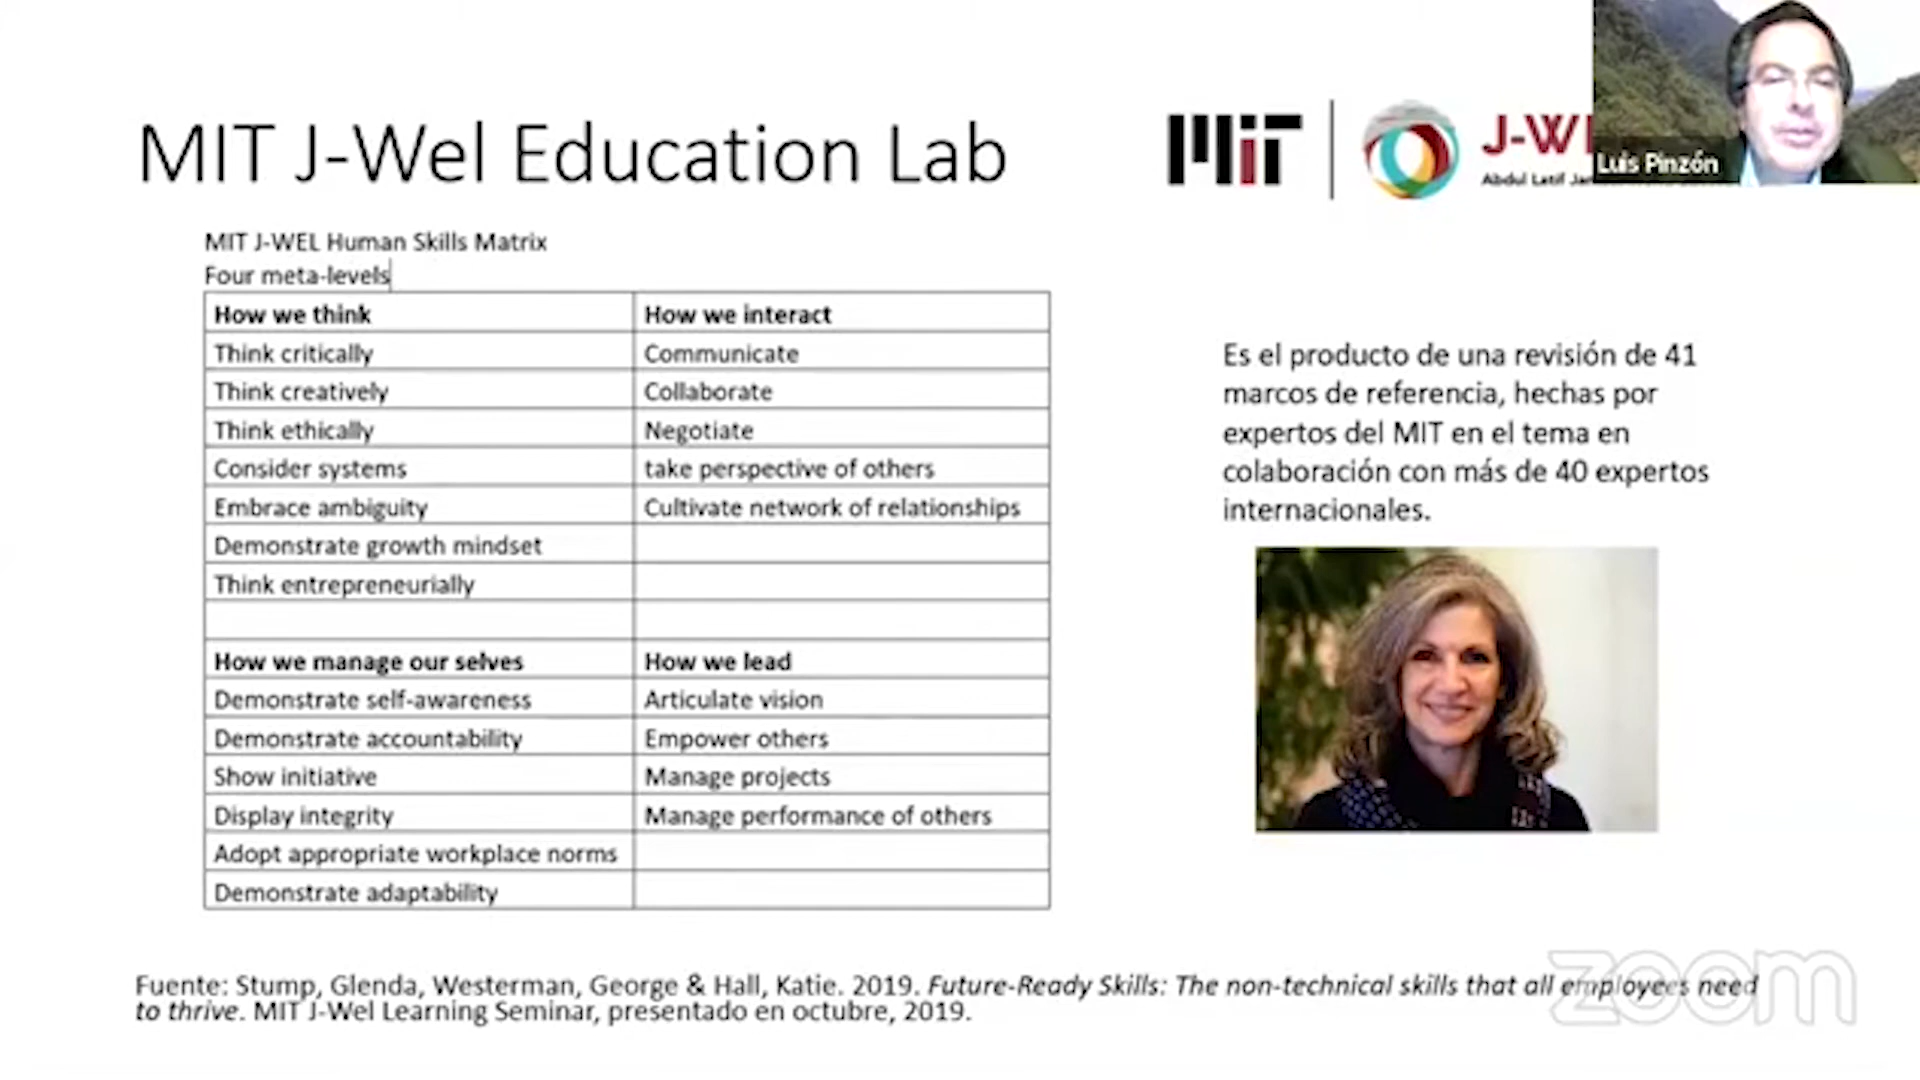 MIT J-Wel Education Lab
MIT
J-W
Abdul Latif
Luis Pinzón
MIT J-WEL Human Skills Matrix
Four meta-levels
How we think How we interact
Think critically Communicate
Think creatively Collaborate
Think ethically Negotiate
Consider systems take perspective of others
Embrace ambiguity Cultivate network of relationships
Demonstrate growth mindset
Think entrepreneurially
How we manage our selves How we lead
Demonstrate self-awareness Articulate vision
Demonstrate accountability Empower others
Show initiative Manage projects
Display integrity Manage performance of others
Adopt appropriate workplace norms
Demonstrate adaptability
Es el producto de una revisión de 41
marcos de referencia, hechas por
expertos del MIT en el tema en
colaboración con más de 40 expertos
internacionales.
Fuente: Stump, Glenda, Westerman, George & Hall, Katie. 2019. Future-Ready Skills: The non-technical skills that all employees need
to thrive. MIT J-Wel Learning Seminar, presentado en octubre, 2019.
zoom